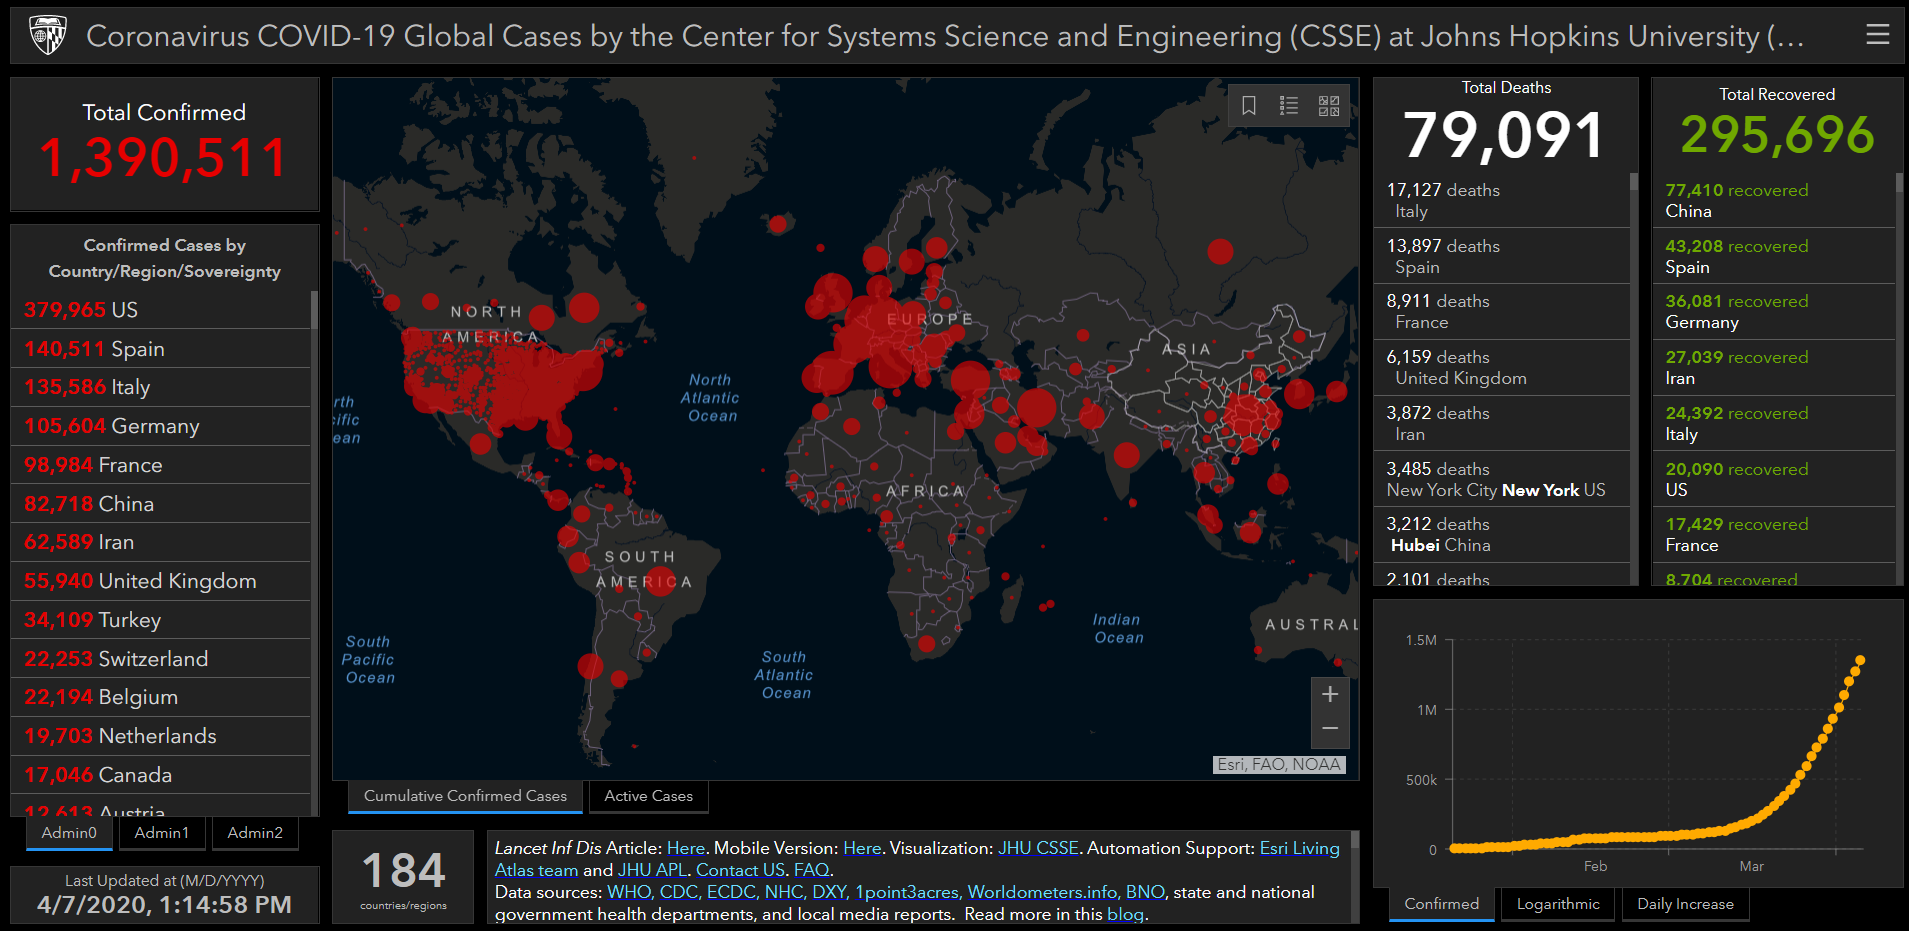 Coronavirus COVID-19 Global Cases by the Center for Systems Science and Engineering (CSSE) at Johns Hopkins University (...
Total Confirmed
1,390,511
Confirmed Cases by
Country/Region/Sovereignty
379,965 US
140,511 Spain
135,586 Italy
105,604 Germany
98,984 France
82,718 China
62,589 Iran
55,940 United Kingdom
34,109 Turkey
22,253 Switzerland
22,194 Belgium
19,703 Netherlands
17,046 Canada
12,613 Austria
Admin0
Admin1
Admin2
Last Updated at (M/D/YYYY)
4/7/2020, 1:14:58 PM
NORTH
AMERICA
EUROPE
ASIA
North
Atlantic
Ocean
rth
ific
ean
AFRICA
SOUTH
AMERICA
Indian
Ocean
AUSTRAL
South
Pacific
Ocean
South
Atlantic
Ocean
+
−
Esri, FAO, NOAA
Cumulative Confirmed Cases
Active Cases
184
countries/regions
Lancet Inf Dis Article: Here. Mobile Version: Here. Visualization: JHU CSSE. Automation Support: Esri Living
Atlas team and JHU APL. Contact US. FAQ.
Data sources: WHO, CDC, ECDC, NHC, DXY, 1point3acres, Worldometers.info, BNO, state and national
government health departments, and local media reports. Read more in this blog.
Total Deaths
79,091
17,127 deaths
Italy
13,897 deaths
Spain
8,911 deaths
France
6,159 deaths
United Kingdom
3,872 deaths
Iran
3,485 deaths
New York City New York US
3,212 deaths
Hubei China
2,101 deaths
Total Recovered
295,696
77,410 recovered
China
43,208 recovered
Spain
36,081 recovered
Germany
27,039 recovered
Iran
24,392 recovered
Italy
20,090 recovered
US
17,429 recovered
France
8,704 recovered
1.5M
1M
500k
0
Feb
Mar
Confirmed
Logarithmic
Daily Increase